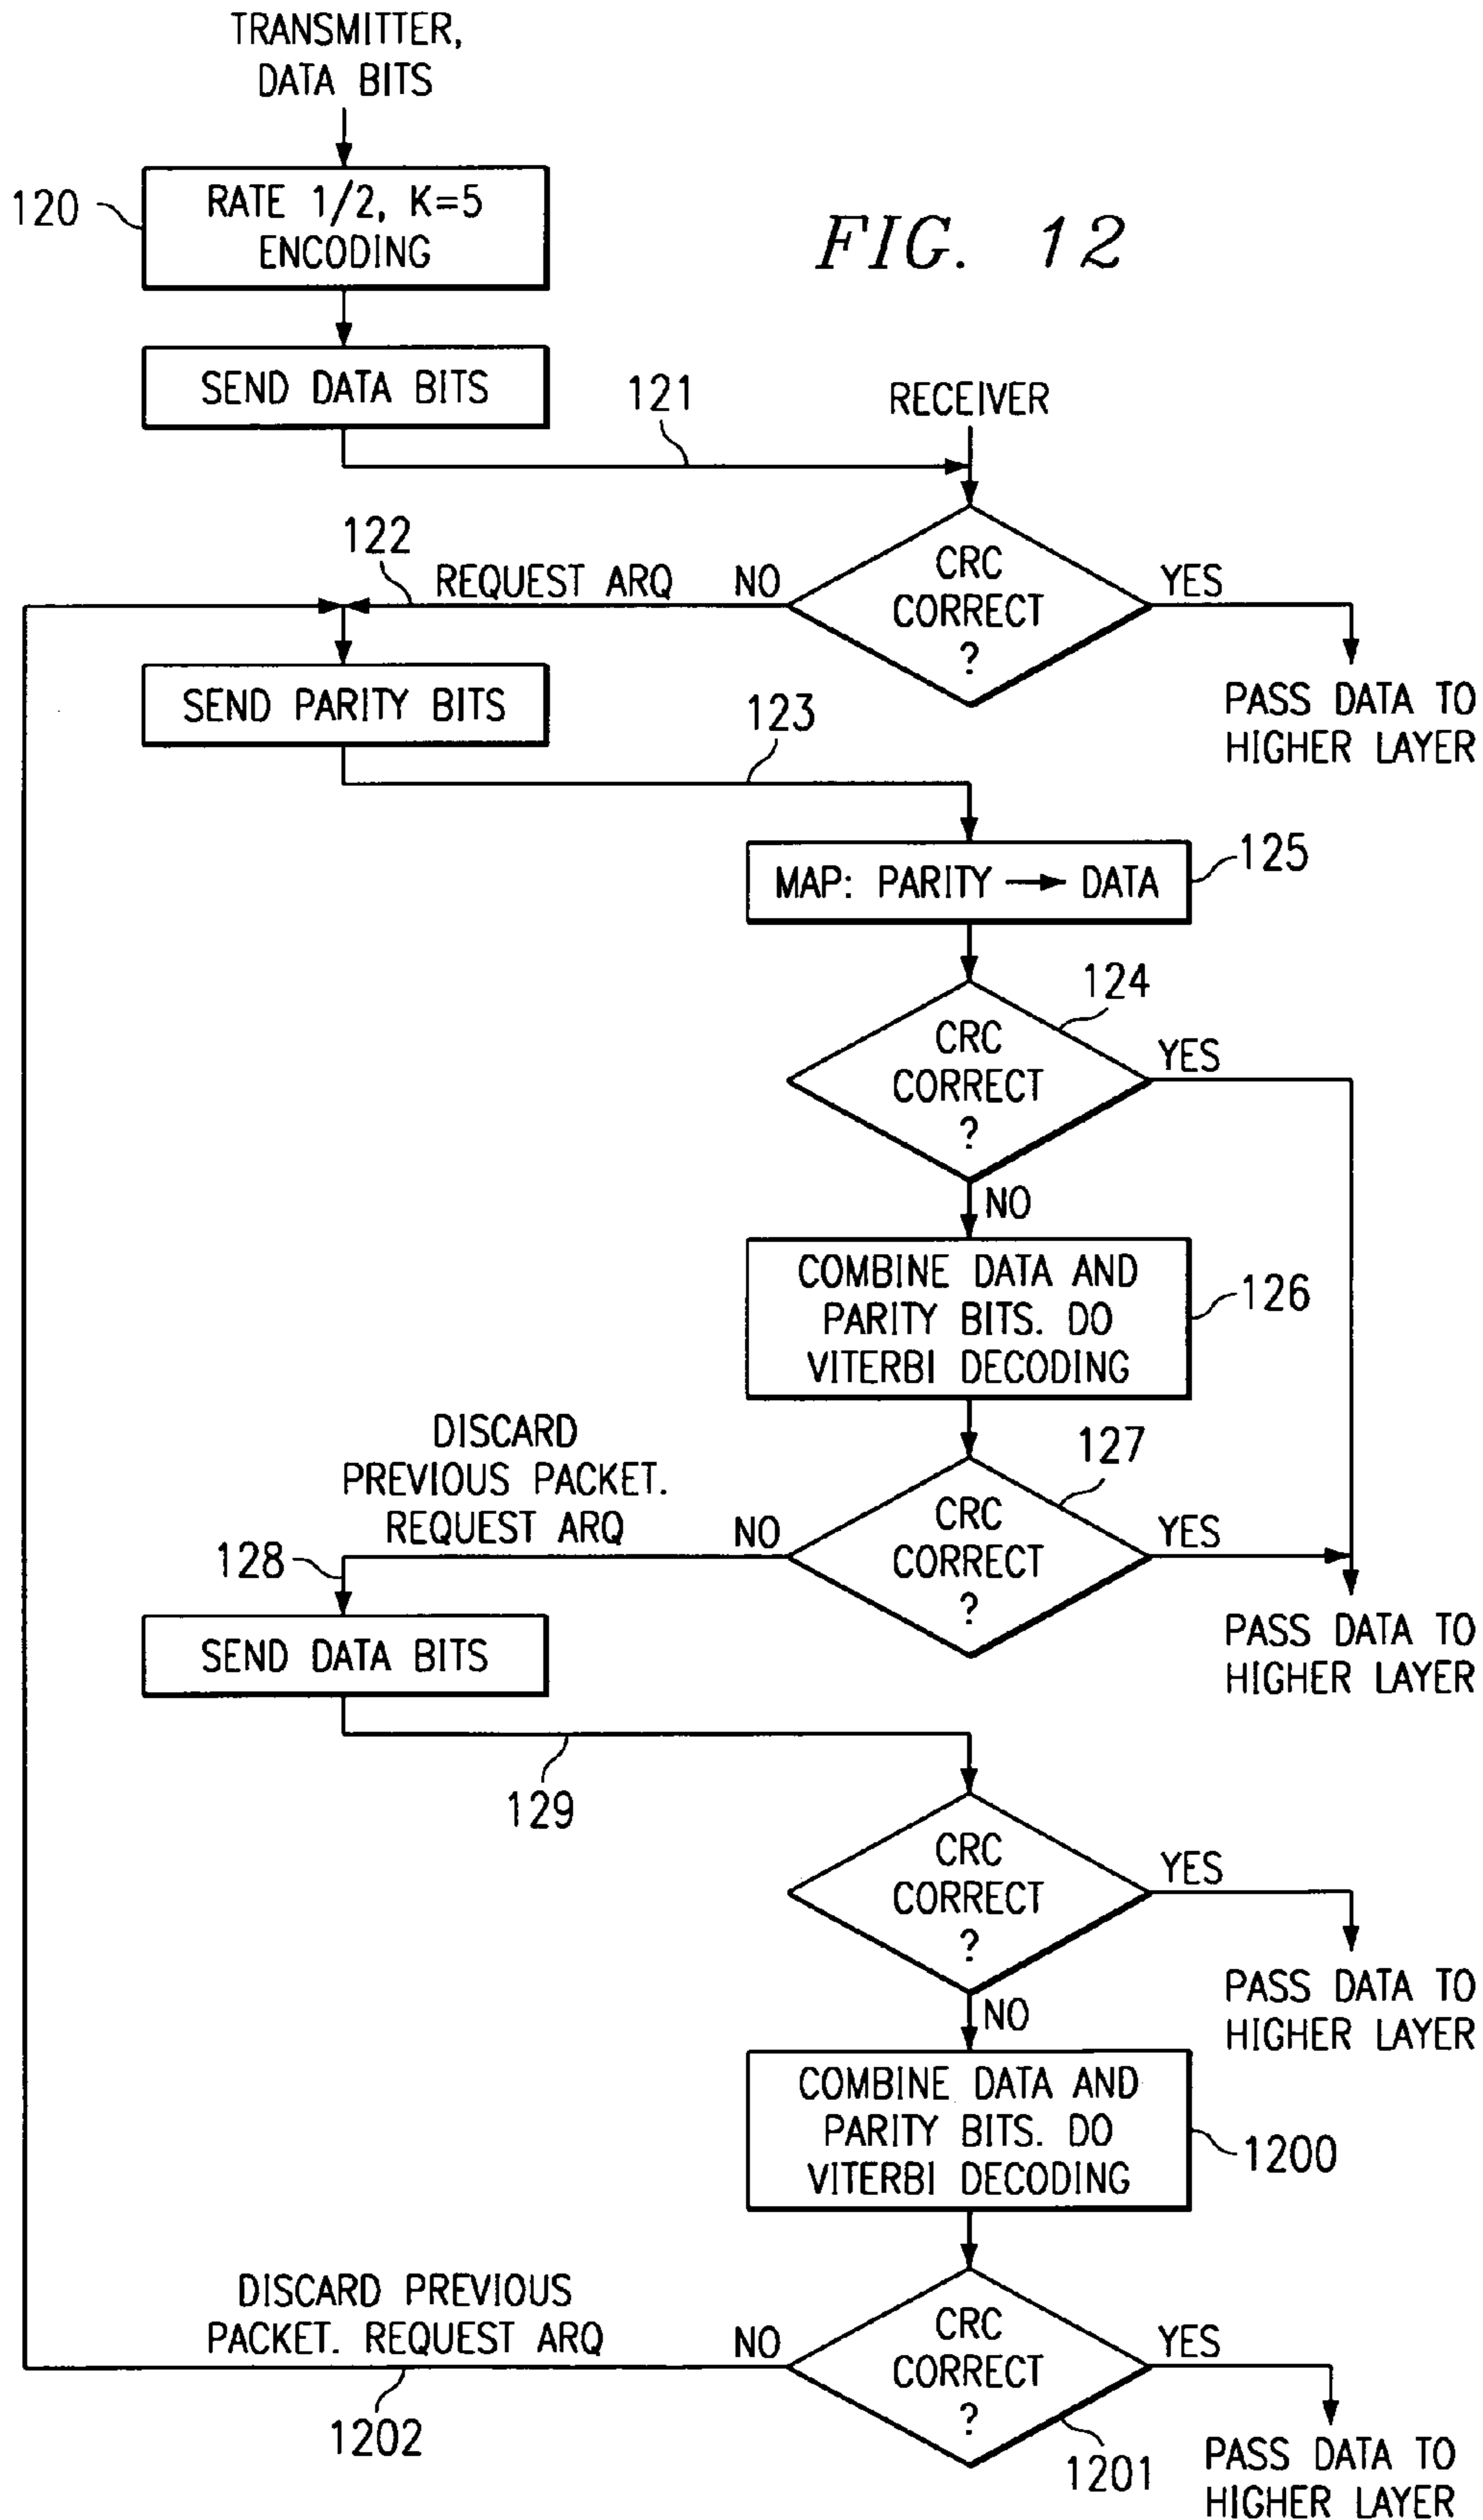 TRANSMITTER,
DATA BITS
120
RATE 1/2, K=5
ENCODING
FIG. 12
SEND DATA BITS
121
RECEIVER
122
REQUEST ARQ
NO
CRC
CORRECT
?
YES
SEND PARITY BITS
PASS DATA TO
HIGHER LAYER
123
MAP: PARITY → DATA
125
124
CRC
CORRECT
?
YES
NO
COMBINE DATA AND
PARITY BITS. DO
VITERBI DECODING
126
DISCARD
PREVIOUS PACKET.
REQUEST ARQ
NO
127
CRC
CORRECT
?
YES
128
SEND DATA BITS
PASS DATA TO
HIGHER LAYER
129
CRC
CORRECT
?
YES
PASS DATA TO
HIGHER LAYER
NO
COMBINE DATA AND
PARITY BITS. DO
VITERBI DECODING
1200
DISCARD PREVIOUS
PACKET. REQUEST ARQ
NO
CRC
CORRECT
?
YES
1202
1201
PASS DATA TO
HIGHER LAYER